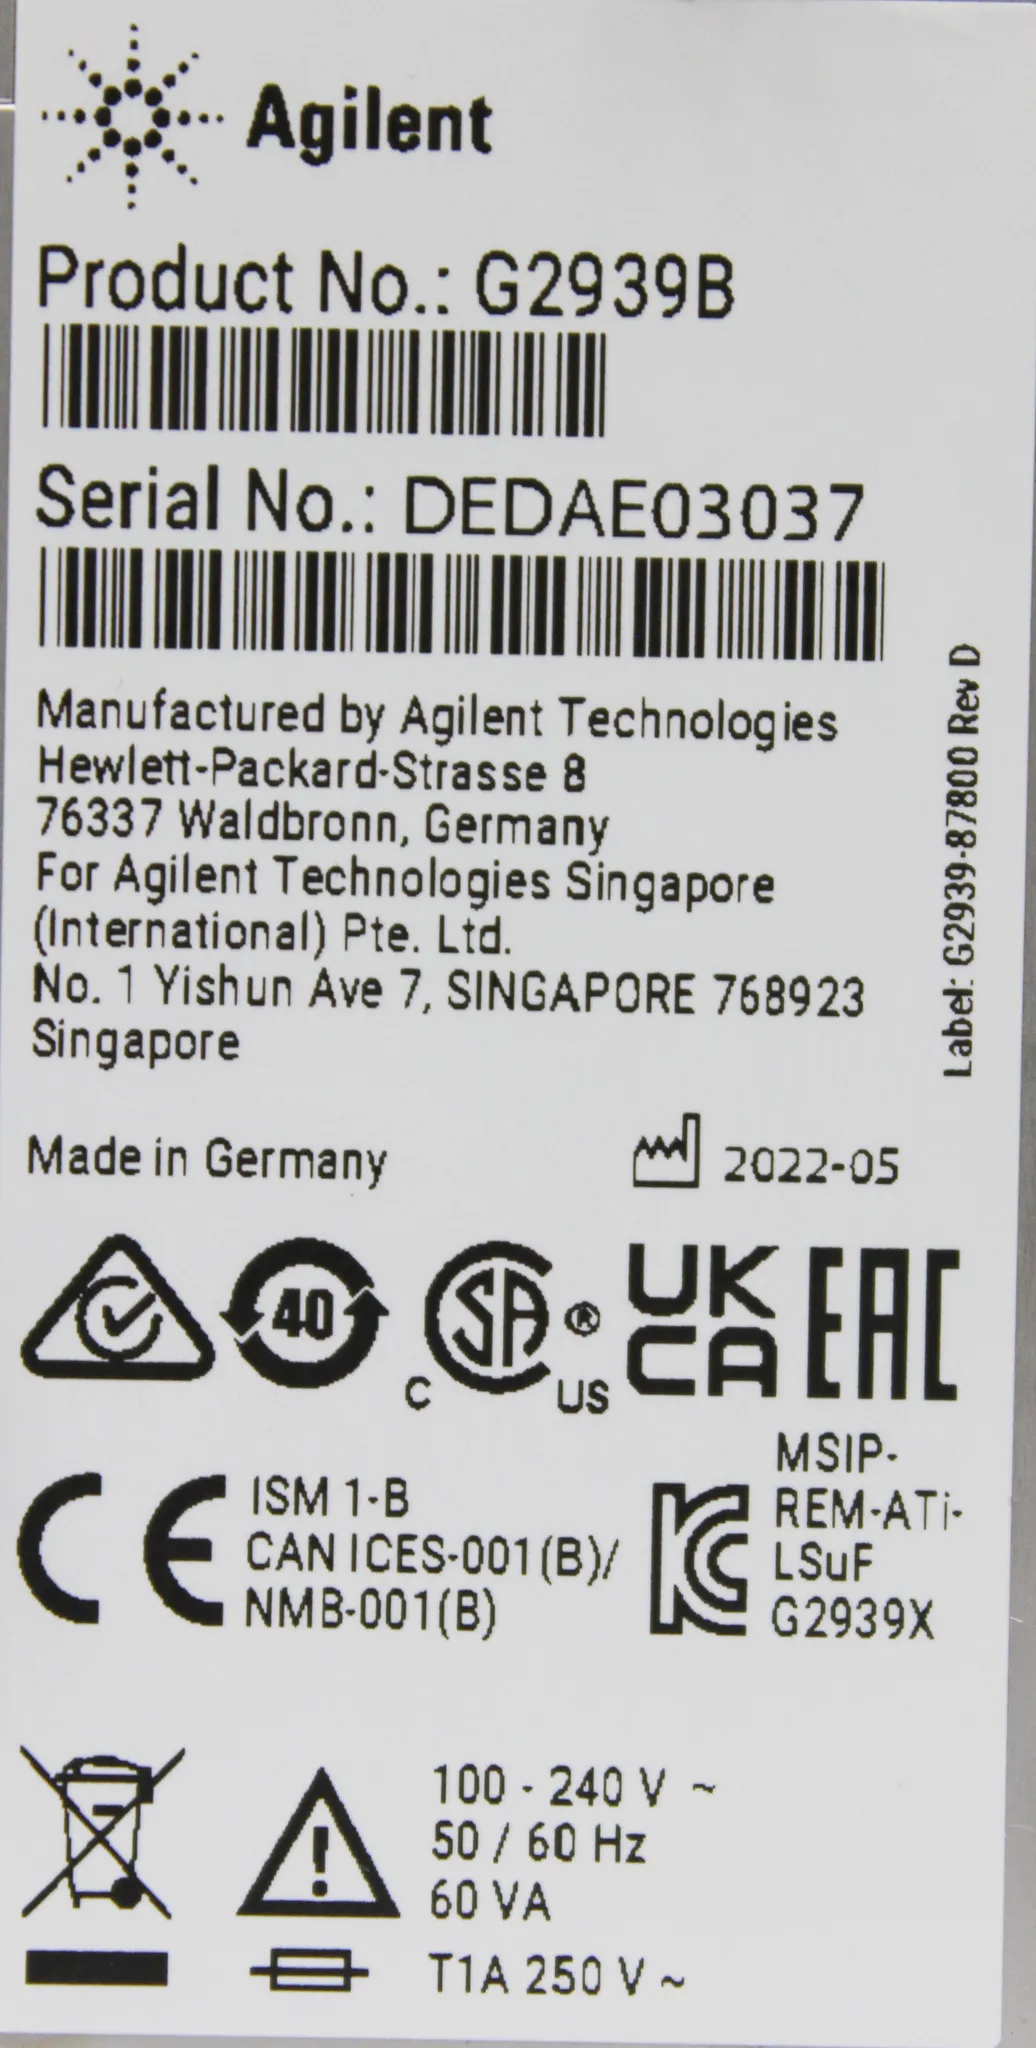 Agilent
Product No.: G2939B
Serial No.: DEDAE03037
Manufactured by Agilent Technologies
Hewlett-Packard-Strasse 8
76337 Waldbronn, Germany
For Agilent Technologies Singapore
(International) Pte. Ltd.
No. 1 Yishun Ave 7, SINGAPORE 768923
Singapore
Label: G2939-87800 Rev D
Made in Germany
2022-05
40
C SA ® US
UK
CA
EAC
CE
ISM 1-B
CAN ICES-001(B)/
NMB-001(B)
KC
MSIP-
REM-ATi-
LSuF
G2939X
100 - 240 V ~
50 / 60 Hz
60 VA
T1A 250 V ~